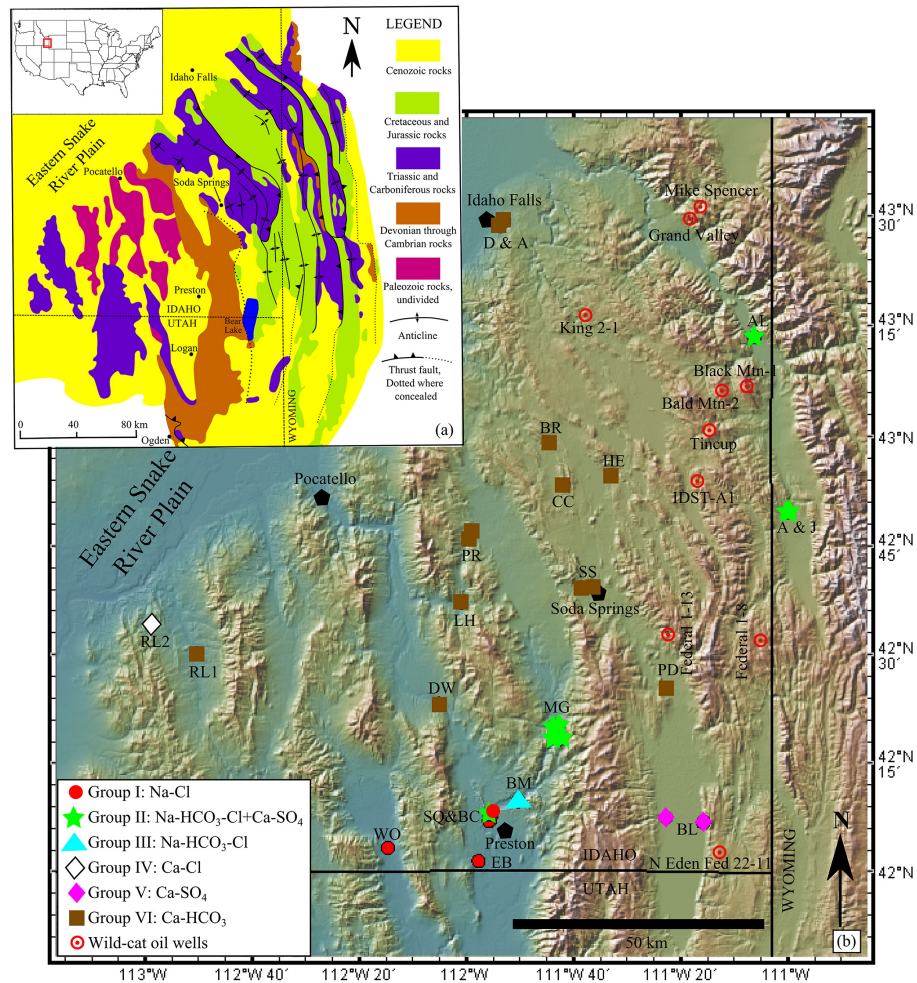 LEGEND
N
Cenozoic rocks
Cretaceous and
Jurassic rocks
Triassic and
Carboniferous rocks
Devonian through
Cambrian rocks
Paleozoic rocks,
undivided
Anticline
Thrust fault,
Dotted where
concealed
Idaho Falls
Eastern Snake
River Plain
Pocatello
Soda Springs
Preston
IDAHO
UTAH
Bear
Lake
Logan
WYOMING
0 40 80 km
Ogden
(a)
Idaho Falls
D & A
Mike Spencer
Grand Valley
King 2-1
AL
Black Mtn-1
Bald Mtn-2
Tincup
BR
HE
CC
IDST-A1
A & J
Pocatello
Eastern Snake
River Plain
PR
SS
Soda Springs
LH
Federal 1-13
Federal 1-8
RL2
RL1
PD
DW
MG
BM
SQ&BC
Preston
BL
WO
EB
N Eden Fed 22-11
IDAHO
UTAH
WYOMING
N
50 km
(b)
Group I: Na-Cl
Group II: Na-HCO₃-Cl+Ca-SO₄
Group III: Na-HCO₃-Cl
Group IV: Ca-Cl
Group V: Ca-SO₄
Group VI: Ca-HCO₃
Wild-cat oil wells
43°N
30'
43°N
15'
43°N
42°N
45'
42°N
30'
42°N
15'
42°N
113°W
112°W 40'
112°W 20'
112°W
111°W 40'
111°W 20'
111°W